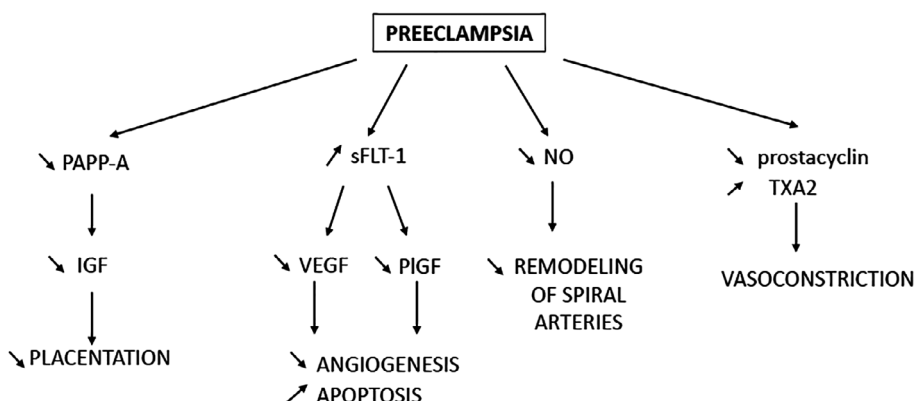 PREECLAMPSIA
PAPP-A
IGF
PLACENTATION
sFLT-1
VEGF
PlGF
ANGIOGENESIS
APOPTOSIS
NO
REMODELING
OF SPIRAL
ARTERIES
prostacyclin
TXA2
VASOCONSTRICTION